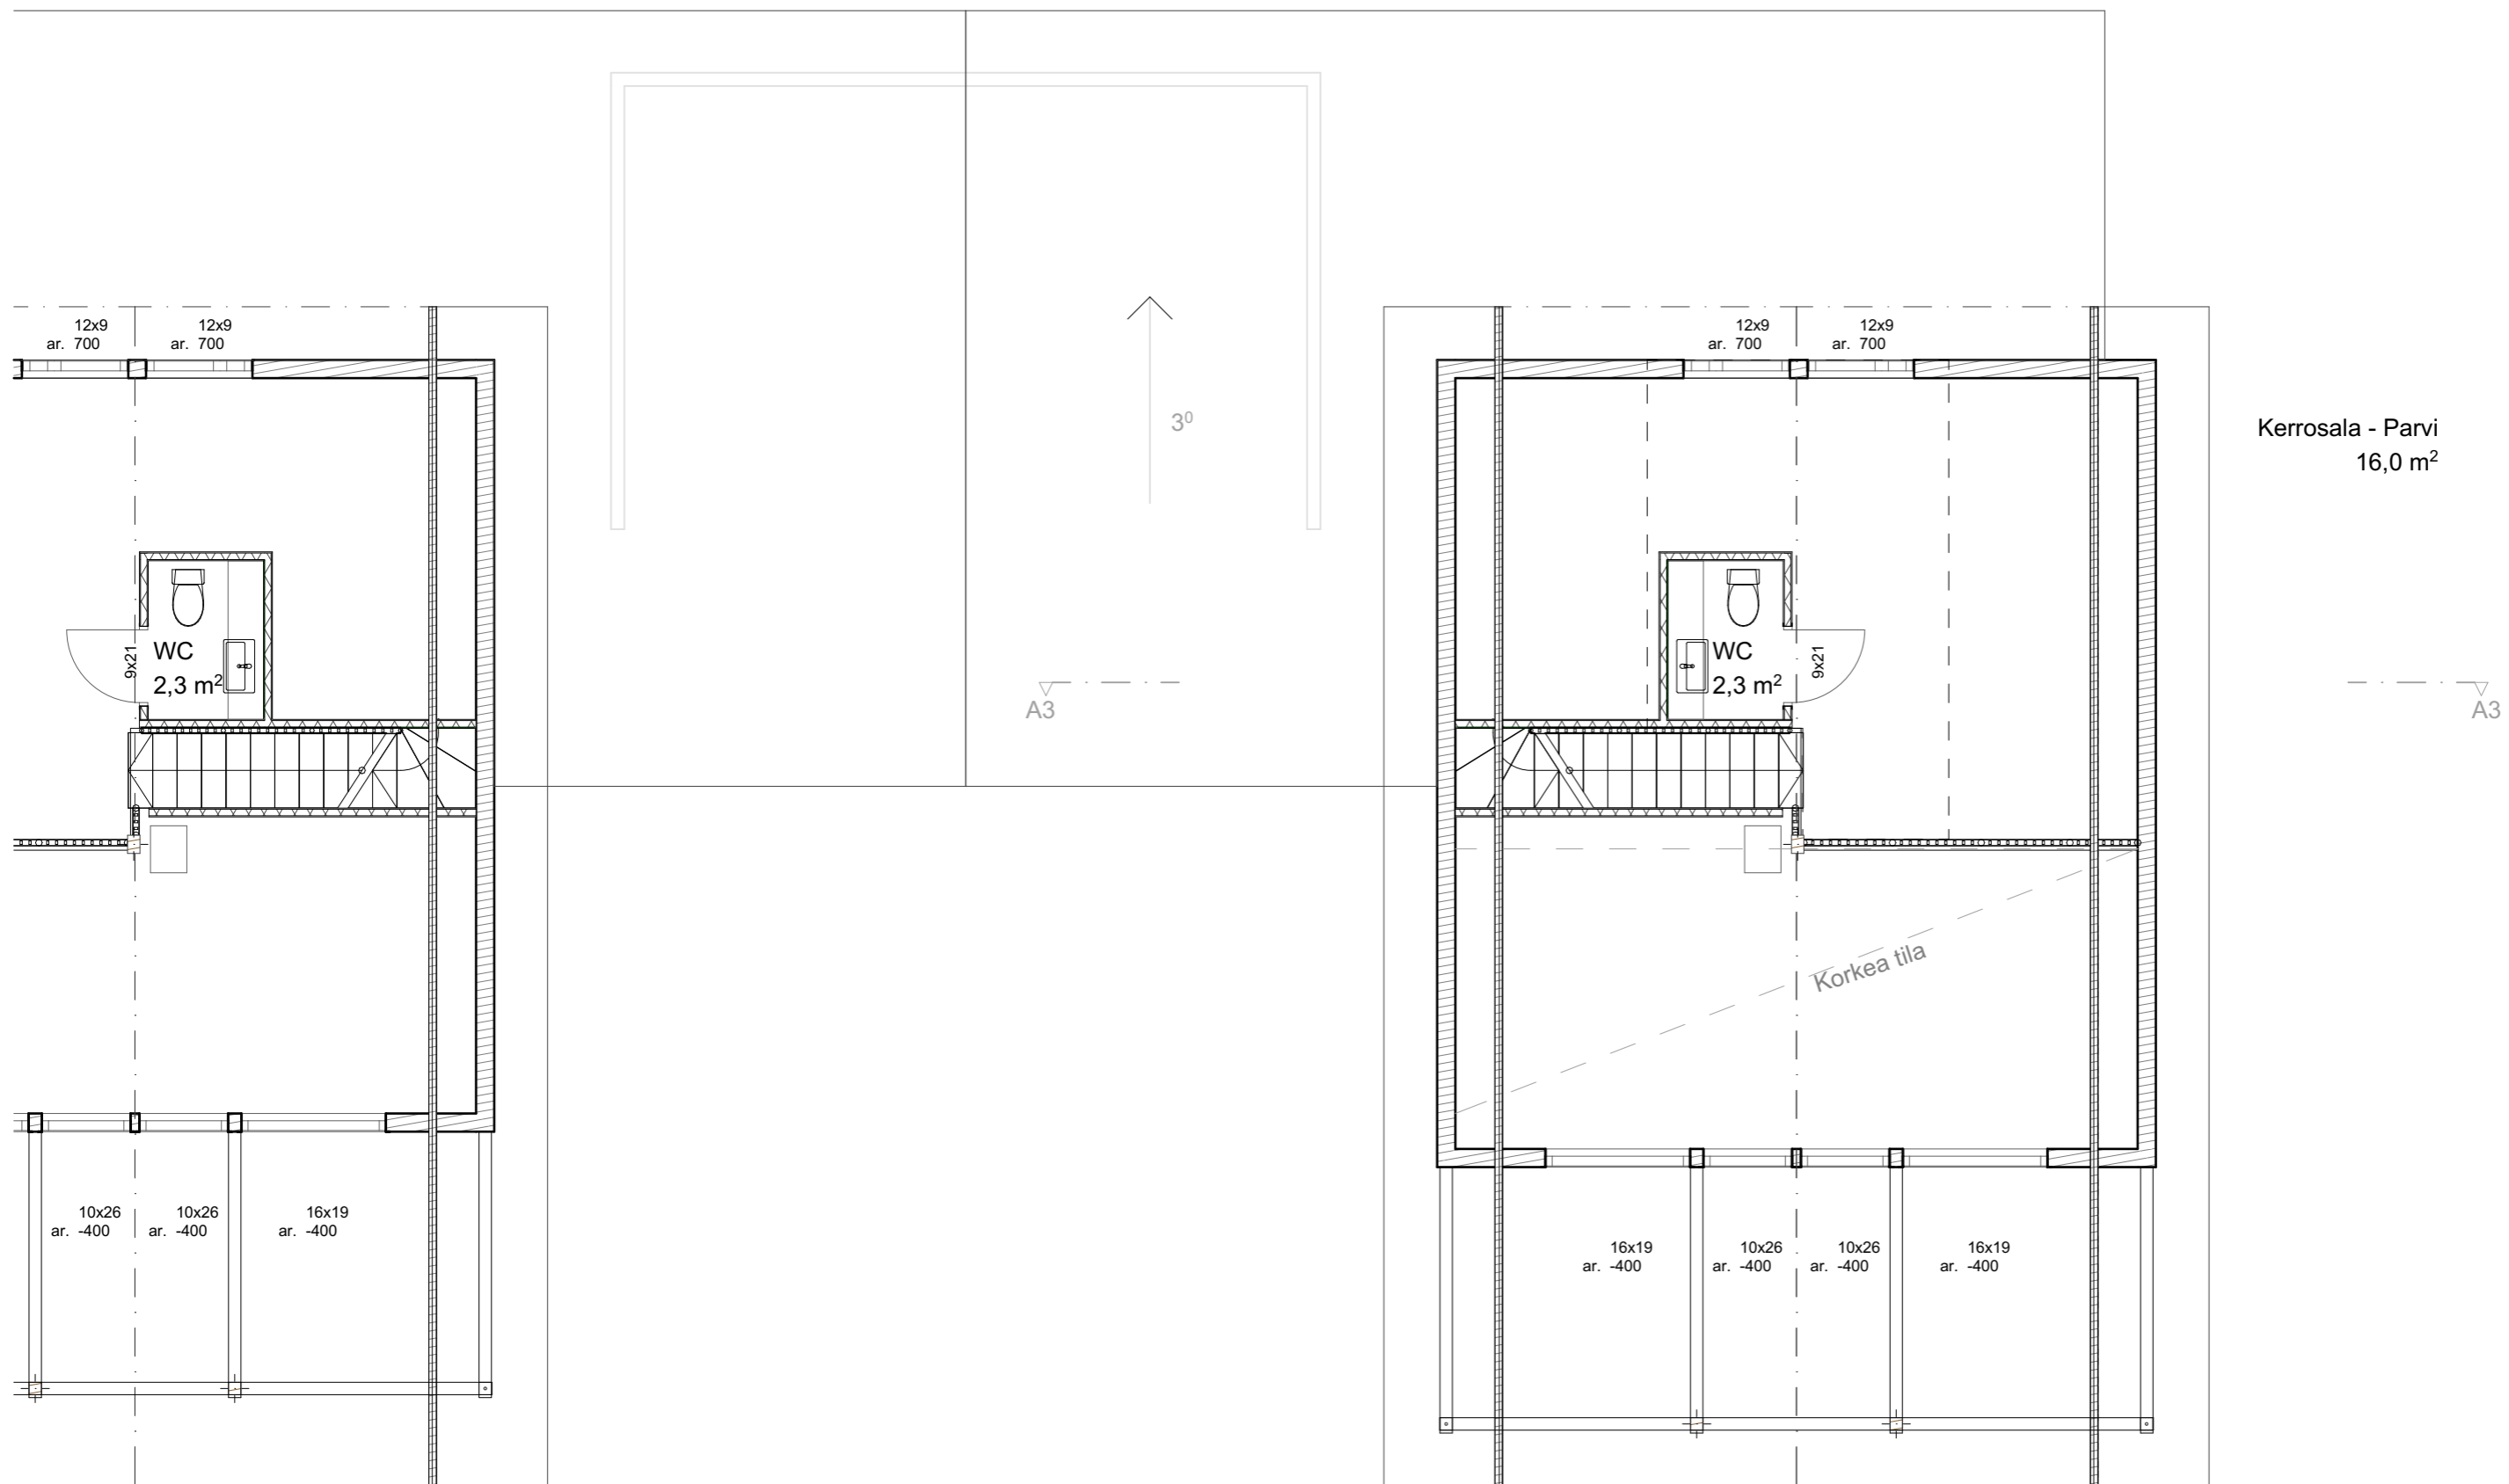 12x9
ar. 700
12x9
ar. 700
12x9
ar. 700
12x9
ar. 700
3⁰
Kerrosala - Parvi
16,0 m²
WC
2,3 m²
9x21
WC
2,3 m²
9x21
A3
A3
Korkea tila
10x26
ar. -400
10x26
ar. -400
16x19
ar. -400
16x19
ar. -400
10x26
ar. -400
10x26
ar. -400
16x19
ar. -400